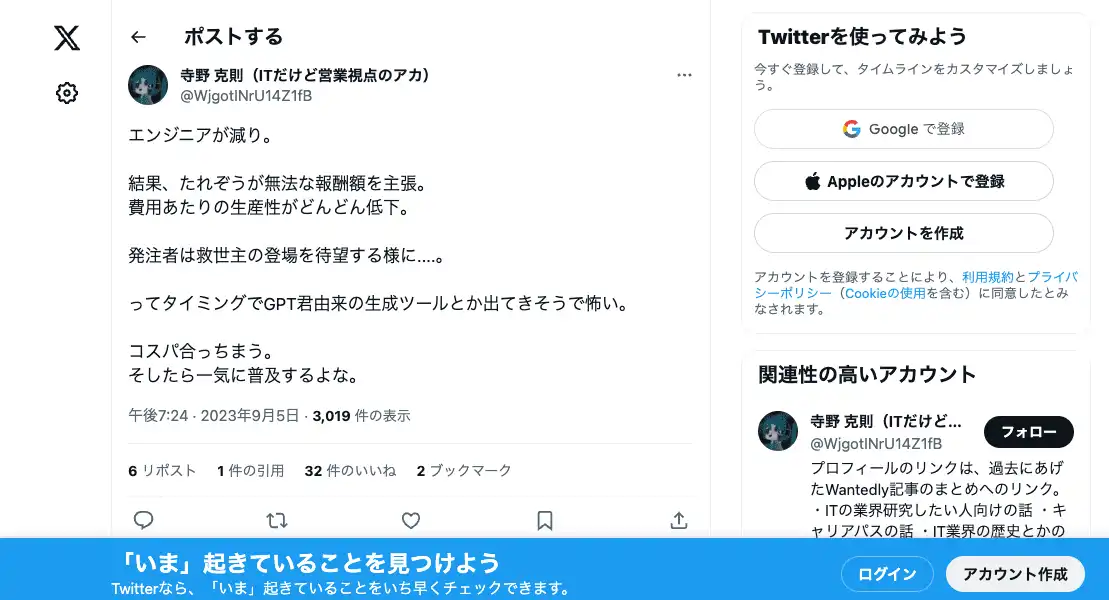 ポストする
寺野 克則（ITだけど営業視点のアカ）
@WjgotlNrU14Z1fB
エンジニアが減り。
結果、たれぞうが無法な報酬額を主張。
費用あたりの生産性がどんどん低下。
発注者は救世主の登場を待望する様に....。
ってタイミングでGPT君由来の生成ツールとか出てきそうで怖い。
コスパ合っちまう。
そしたら一気に普及するよな。
午後7:24 · 2023年9月5日 · 3,019 件の表示
6 リポスト 1 件の引用 32 件のいいね 2 ブックマーク
Twitterを使ってみよう
今すぐ登録して、タイムラインをカスタマイズしましょ
う。
Google で登録
Appleのアカウントで登録
アカウントを作成
アカウントを登録することにより、利用規約とプライバ
シーポリシー（Cookieの使用を含む）に同意したとみ
なされます。
関連性の高いアカウント
寺野 克則（ITだけど...
@WjgotlNrU14Z1fB
フォロー
プロフィールのリンクは、過去にあげ
たWantedly記事のまとめへのリンク。
・ITの業界研究したい人向けの話 ・キ
ャリアパスの話 ・IT業界の歴史とかの
「いま」起きていることを見つけよう
Twitterなら、「いま」起きていることをいち早くチェックできます。
ログイン
アカウント作成